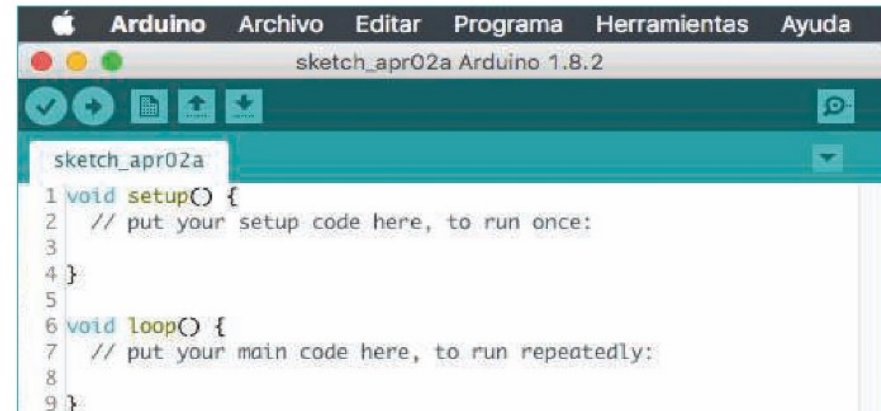 Arduino Archivo Editar Programa Herramientas Ayuda
sketch_apr02a Arduino 1.8.2
sketch_apr02a
1 void setup() {
2 // put your setup code here, to run once:
3
4 }
5
6 void loop() {
7 // put your main code here, to run repeatedly:
8
9 }